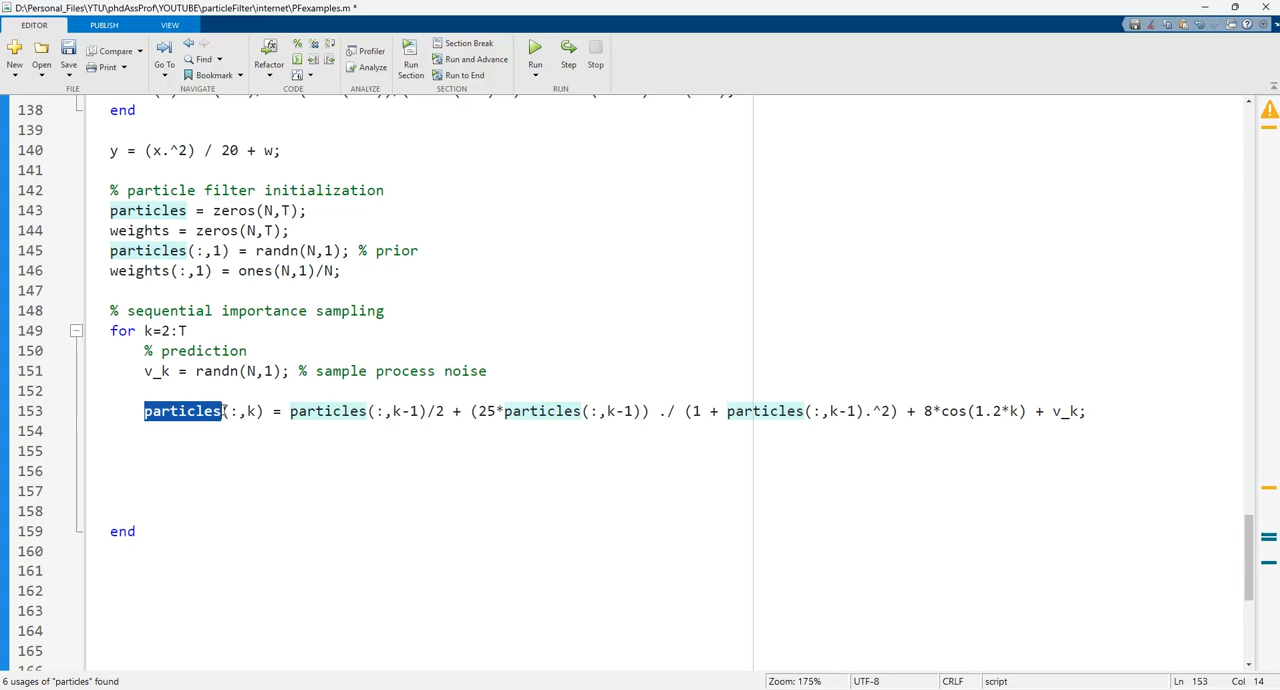 D:\Personal_Files\YTU\phdAssProf\YOUTUBE\particleFilter\internet\PFexamples.m *
EDITOR PUBLISH VIEW
New Open Save Compare Print
Go To Find Bookmark
Refactor
Profiler Analyze
Run Section
Section Break
Run and Advance
Run to End
Run Step Stop
FILE NAVIGATE CODE ANALYZE SECTION RUN
138 end
139
140 y = (x.^2) / 20 + w;
141
142 % particle filter initialization
143 particles = zeros(N,T);
144 weights = zeros(N,T);
145 particles(:,1) = randn(N,1); % prior
146 weights(:,1) = ones(N,1)/N;
147
148 % sequential importance sampling
149 for k=2:T
150 % prediction
151 v_k = randn(N,1); % sample process noise
152
153 particles(:,k) = particles(:,k-1)/2 + (25*particles(:,k-1)) ./ (1 + particles(:,k-1).^2) + 8*cos(1.2*k) + v_k;
154
155
156
157
158
159 end
160
161
162
163
164
165
6 usages of "particles" found Zoom: 175% UTF-8 CRLF script Ln 153 Col 14